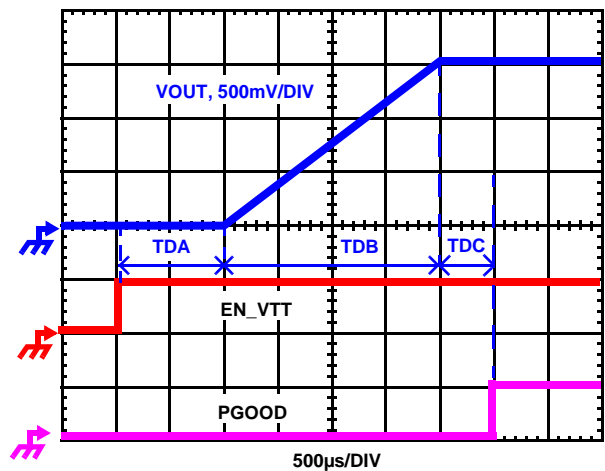 VOUT, 500mV/DIV
TDA
TDB
TDC
EN_VTT
PGOOD
500µs/DIV